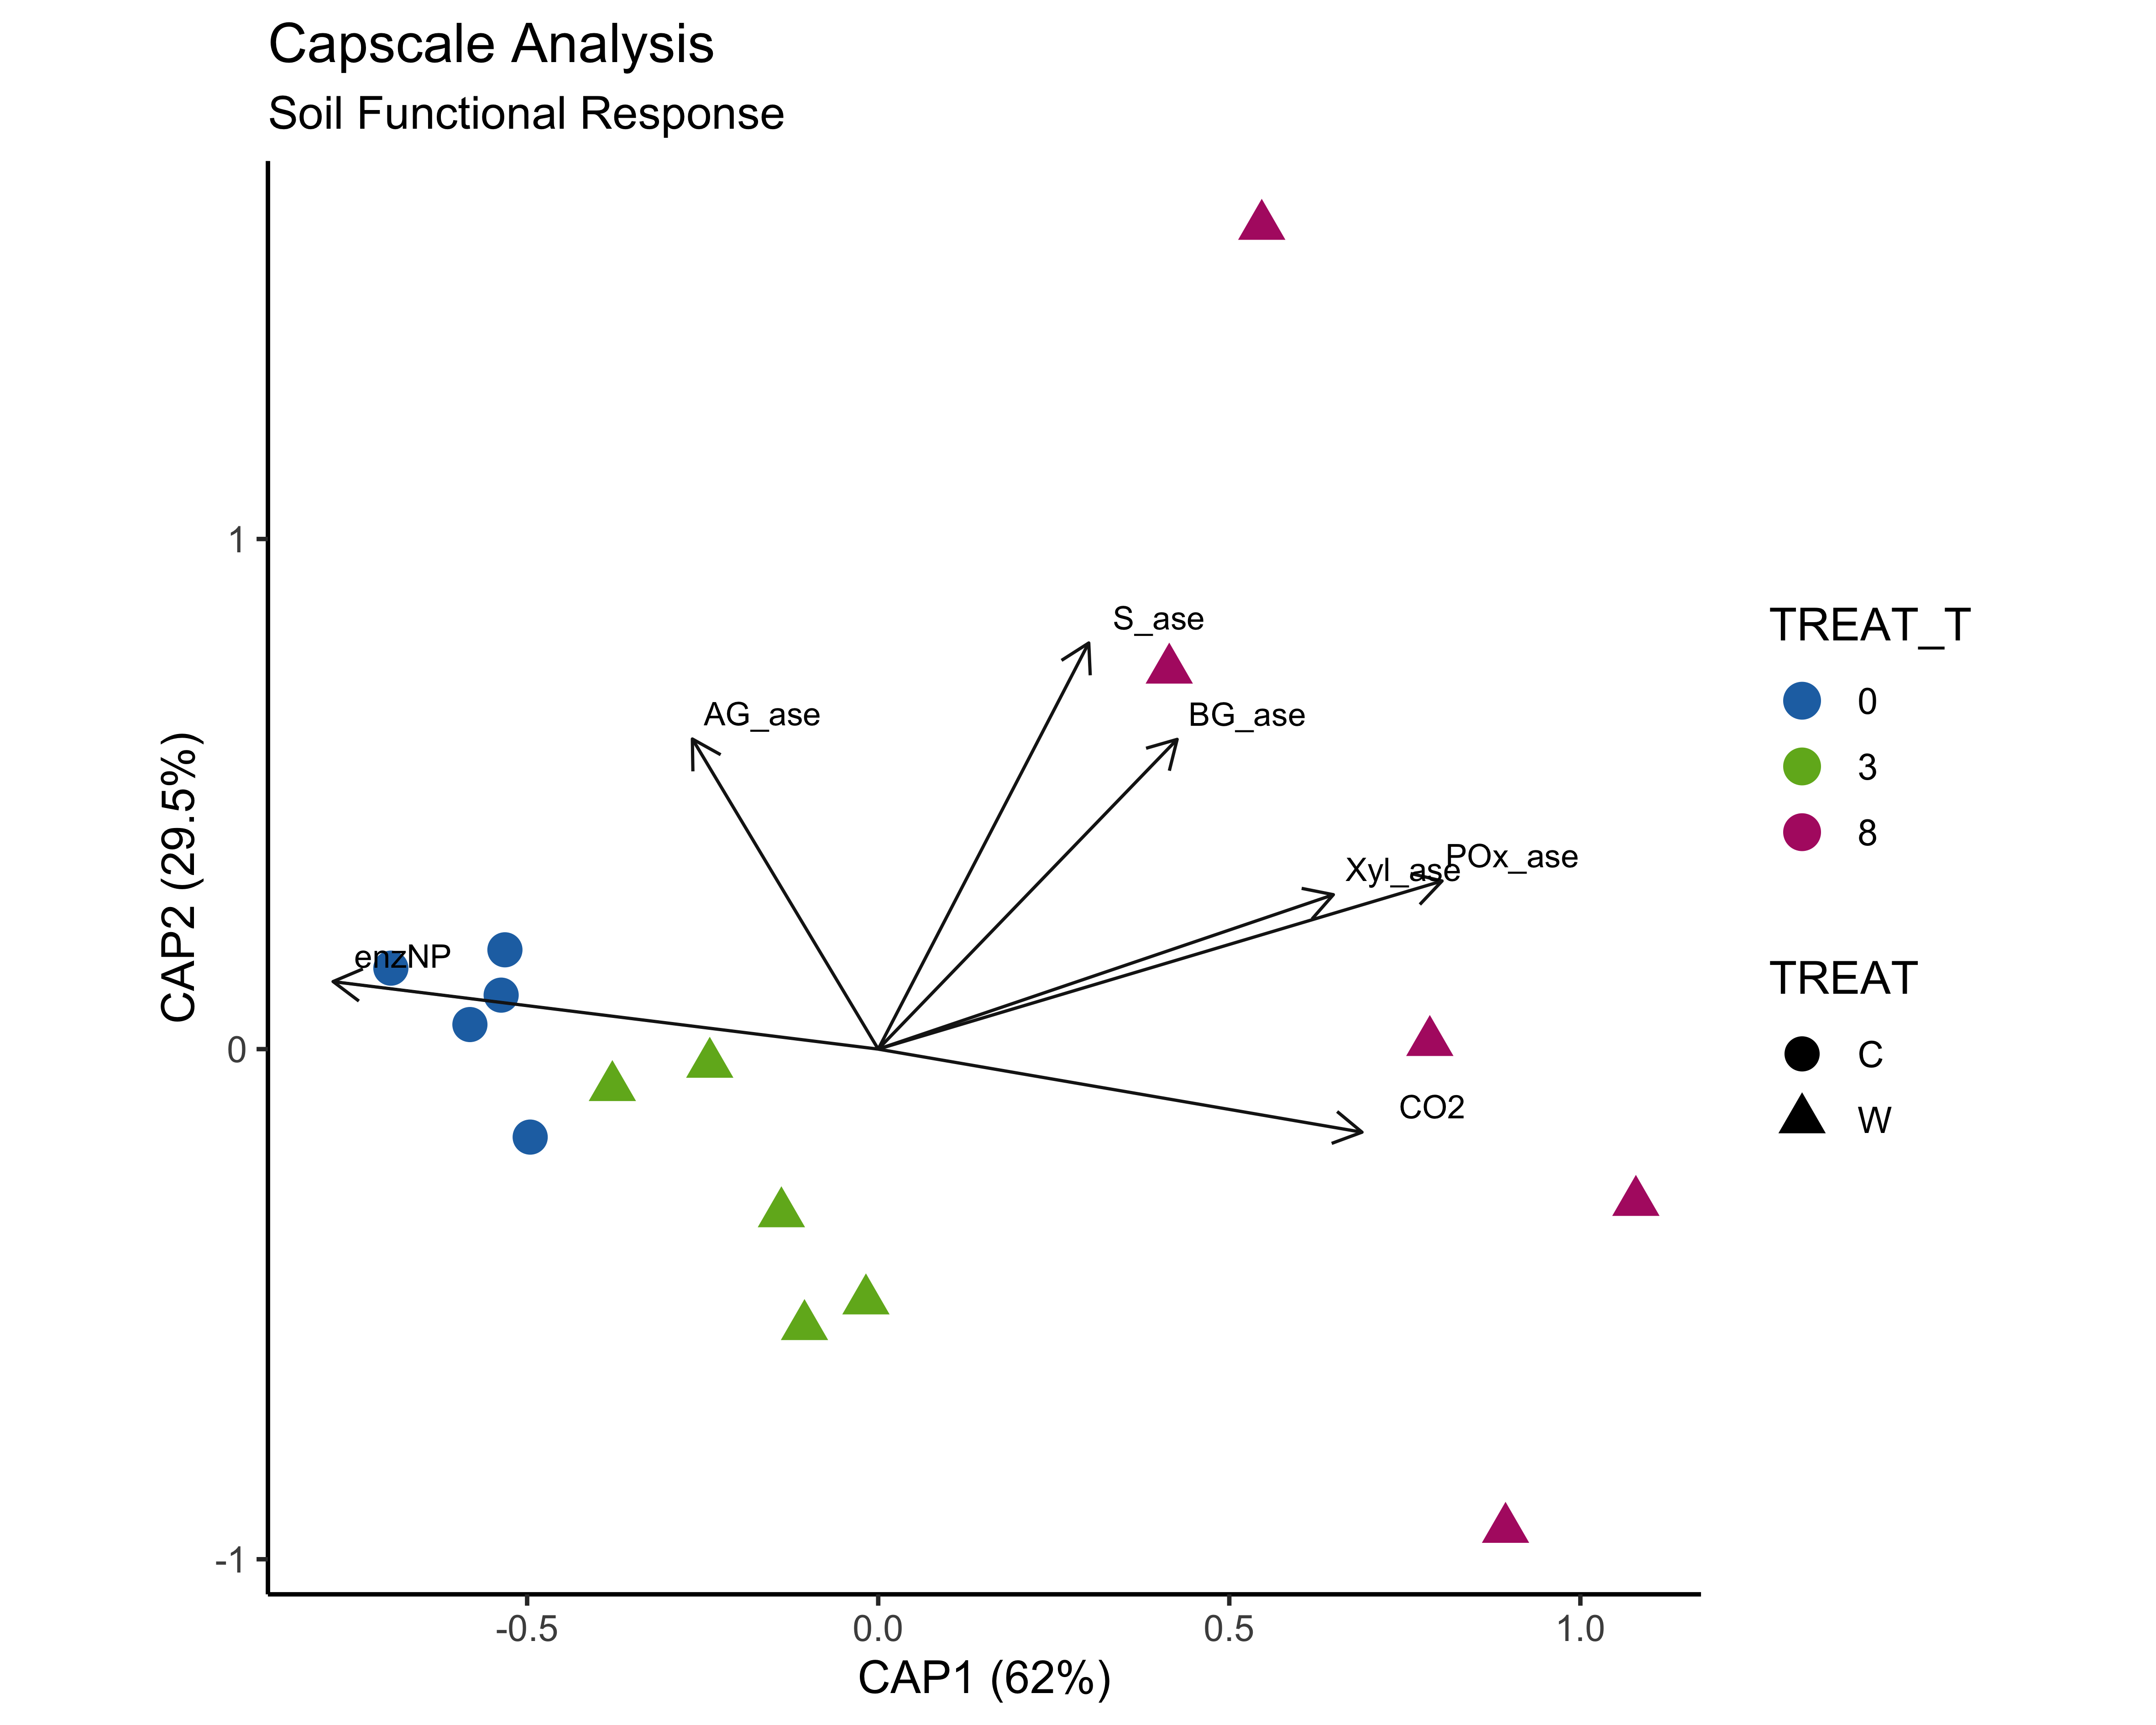 Capscale Analysis
Soil Functional Response
CAP2 (29.5%)
1
0
-1
S_ase
AG_ase
BG_ase
Xyl_ase
POx_ase
enzNP
CO2
-0.5
0.0
0.5
1.0
CAP1 (62%)
TREAT_T
0
3
8
TREAT
C
W